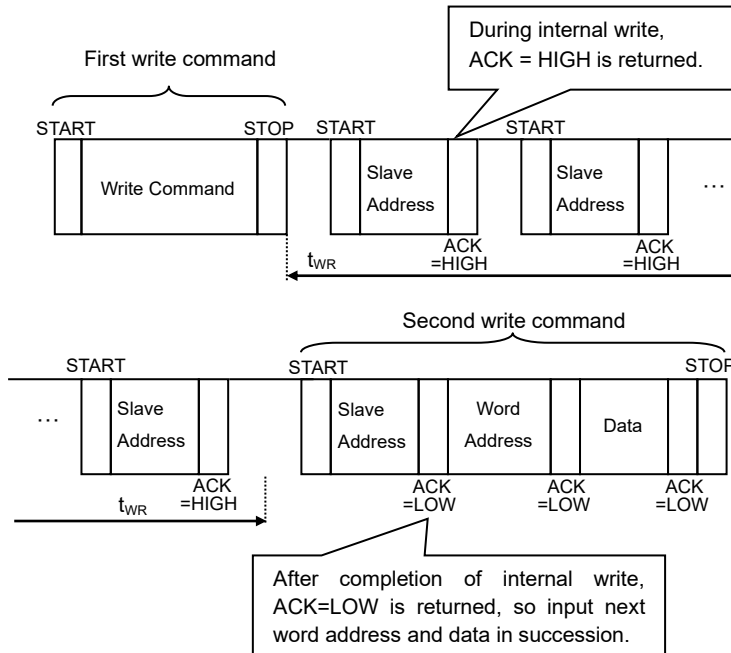 During internal write,
ACK = HIGH is returned.
First write command
START
STOP
START
START
Write Command
Slave
Address
Slave
Address
…
ACK
=HIGH
ACK
=HIGH
tWR
Second write command
START
START
STOP
…
Slave
Address
Slave
Address
Word
Address
Data
ACK
=HIGH
ACK
=LOW
ACK
=LOW
ACK
=LOW
tWR
After completion of internal write,
ACK=LOW is returned, so input next
word address and data in succession.